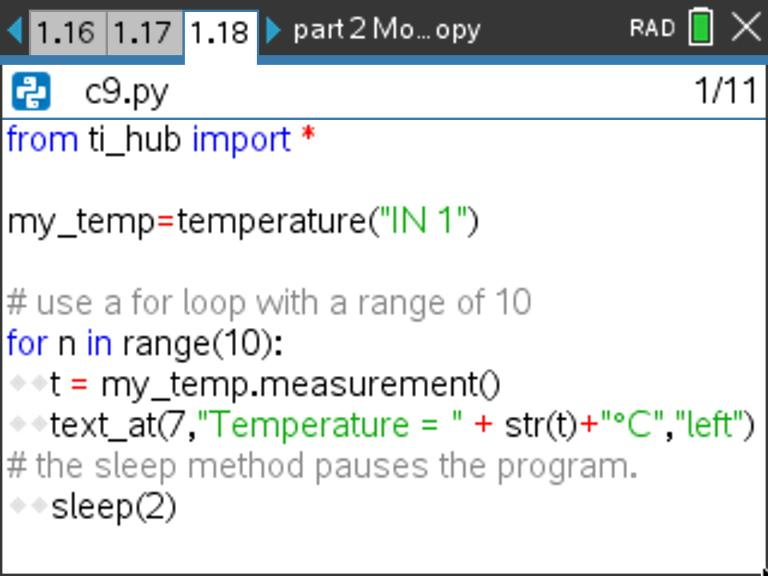 1.16 1.17 1.18 part 2 Mo...opy RAD
c9.py 1/11
from ti_hub import *
my_temp=temperature("IN 1")
# use a for loop with a range of 10
for n in range(10):
t = my_temp.measurement()
text_at(7,"Temperature = " + str(t)+"°C","left")
# the sleep method pauses the program.
sleep(2)